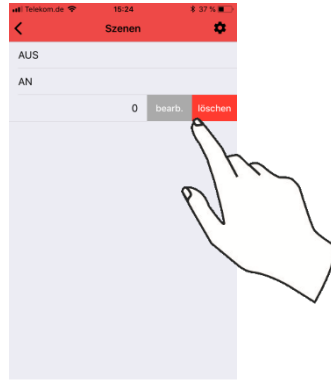 Telekom.de 15:24 37 %
Szenen
AUS
AN
0 bearb. löschen